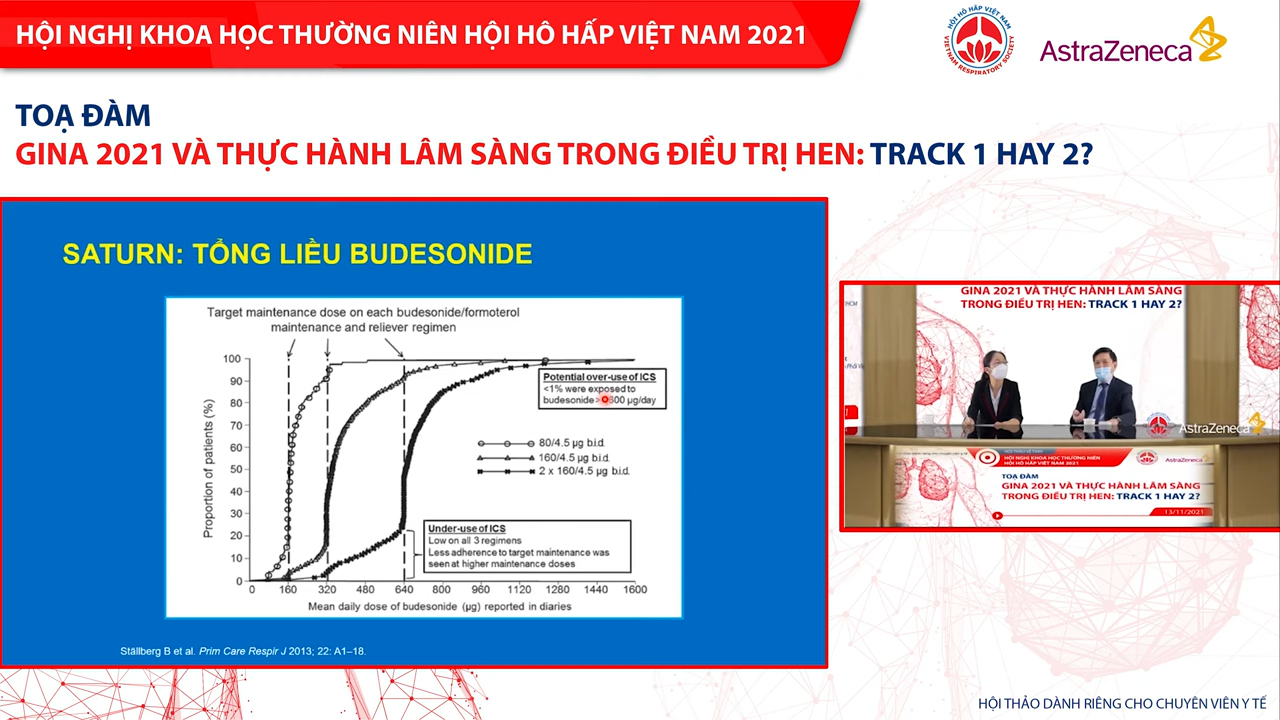 HỘI NGHỊ KHOA HỌC THƯỜNG NIÊN HỘI HÔ HẤP VIỆT NAM 2021
HỘI HÔ HẤP VIỆT NAM
VIETNAM RESPIRATORY SOCIETY
AstraZeneca
TOẠ ĐÀM
GINA 2021 VÀ THỰC HÀNH LÂM SÀNG TRONG ĐIỀU TRỊ HEN: TRACK 1 HAY 2?
SATURN: TỔNG LIỀU BUDESONIDE
Target maintenance dose on each budesonide/formoterol
maintenance and reliever regimen
Proportion of patients (%)
100
90
80
70
60
50
40
30
20
10
0
Potential over-use of ICS
<1% were exposed to
budesonide> 600 µg/day
80/4.5 µg b.i.d.
160/4.5 µg b.i.d.
2 x 160/4.5 µg b.i.d.
Under-use of ICS
Low on all 3 regimens
Less adherence to target maintenance was
seen at higher maintenance doses
0 160 320 480 640 800 960 1120 1280 1440 1600
Mean daily dose of budesonide (µg) reported in diaries
Ställberg B et al. Prim Care Respir J 2013; 22: A1–18.
GINA 2021 VÀ THỰC HÀNH LÂM SÀNG
TRONG ĐIỀU TRỊ HEN: TRACK 1 HAY 2?
AstraZeneca
HỘI NGHỊ KHOA HỌC THƯỜNG NIÊN
HỘI HÔ HẤP VIỆT NAM 2021
AstraZeneca
TOẠ ĐÀM
GINA 2021 VÀ THỰC HÀNH LÂM SÀNG
TRONG ĐIỀU TRỊ HEN: TRACK 1 HAY 2?
13/11/2021
HỘI THẢO DÀNH RIÊNG CHO CHUYÊN VIÊN Y TẾ